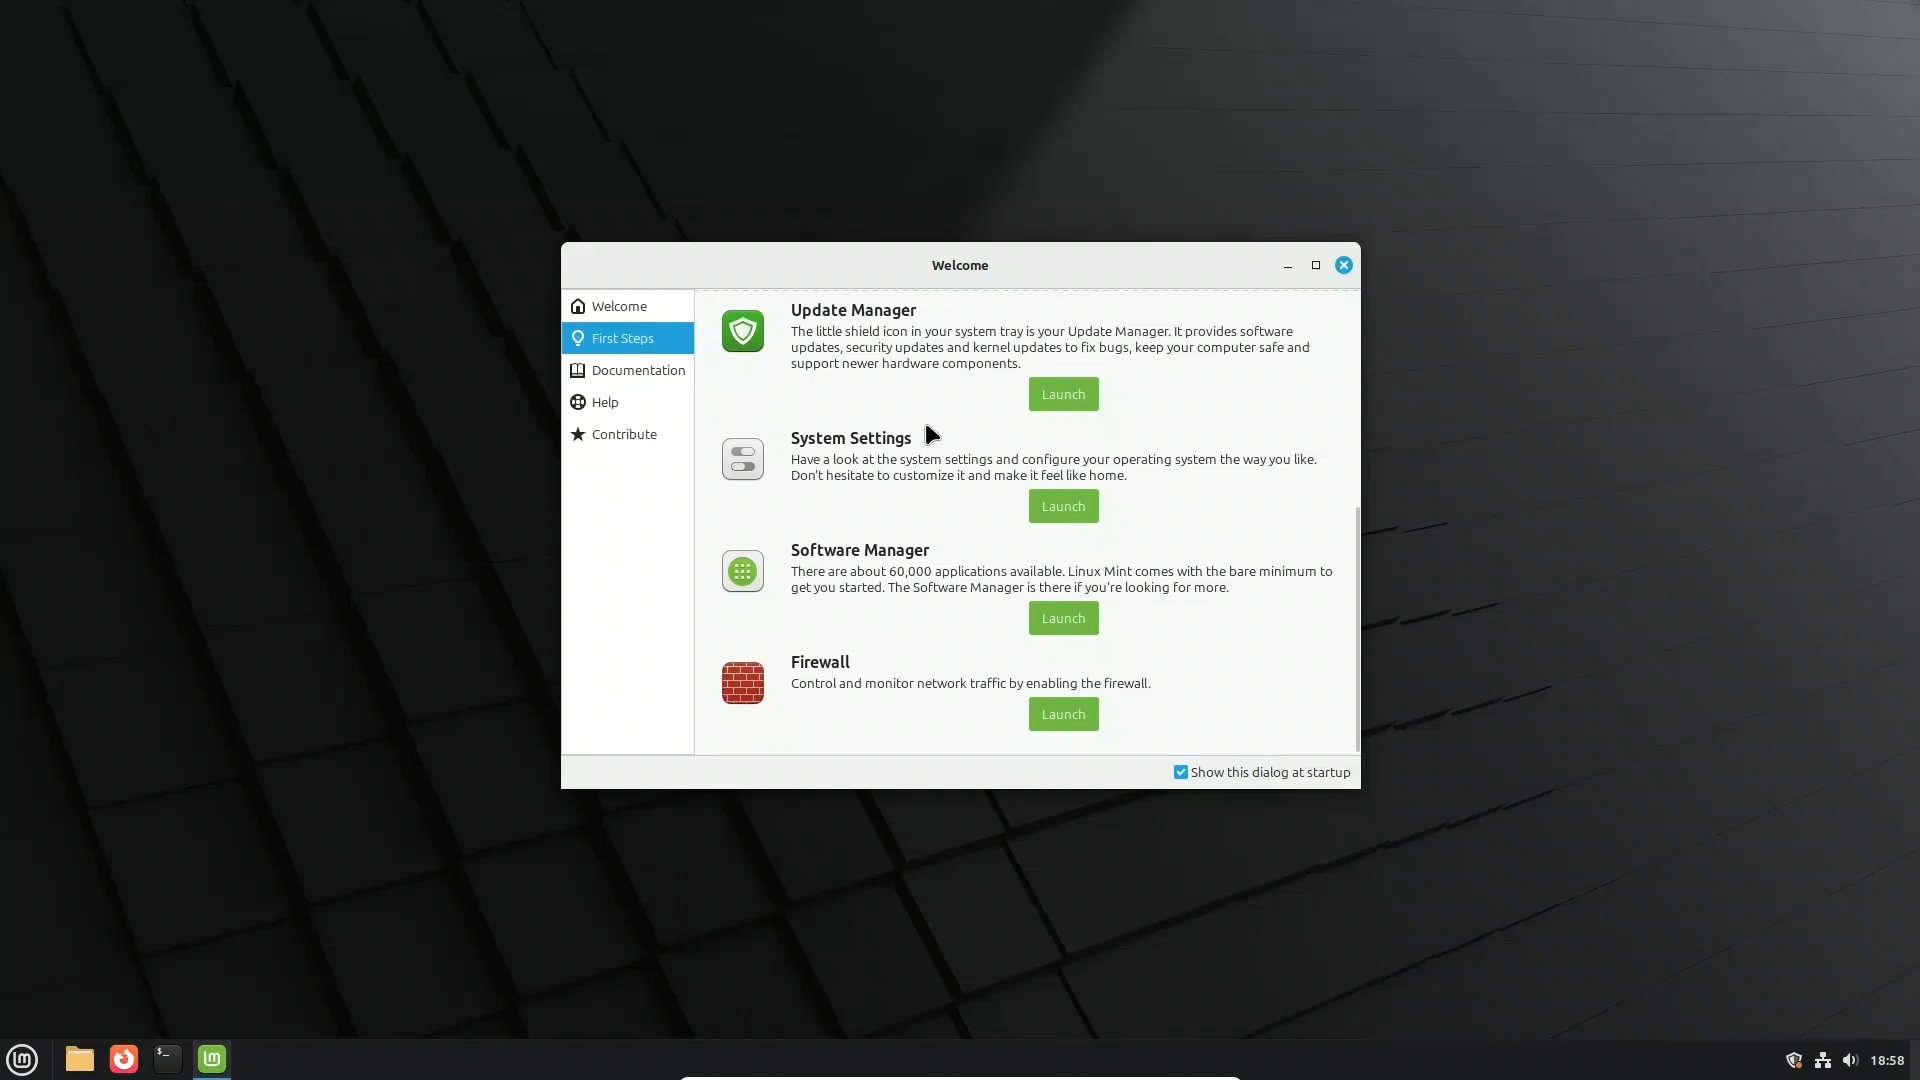 Welcome
Welcome
First Steps
Documentation
Help
Contribute
Update Manager
The little shield icon in your system tray is your Update Manager. It provides software
updates, security updates and kernel updates to fix bugs, keep your computer safe and
support newer hardware components.
Launch
System Settings
Have a look at the system settings and configure your operating system the way you like.
Don't hesitate to customize it and make it feel like home.
Launch
Software Manager
There are about 60,000 applications available. Linux Mint comes with the bare minimum to
get you started. The Software Manager is there if you're looking for more.
Launch
Firewall
Control and monitor network traffic by enabling the firewall.
Launch
Show this dialog at startup
$_
18:58